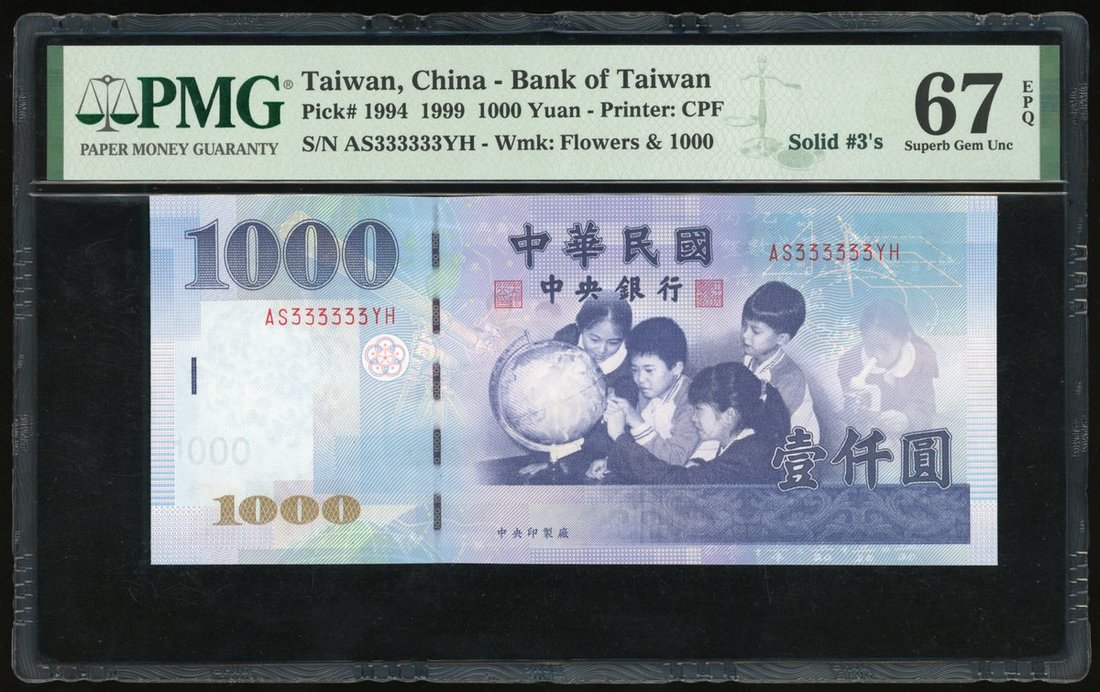 PMG®
PAPER MONEY GUARANTY
Taiwan, China - Bank of Taiwan
Pick# 1994 1999 1000 Yuan - Printer: CPF
S/N AS333333YH - Wmk: Flowers & 1000
Solid #3's
67
EPQ
Superb Gem Unc
1000
中華民國
AS333333YH
中央銀行
AS333333YH
1000
壹仟圓
1000
中央印製廠